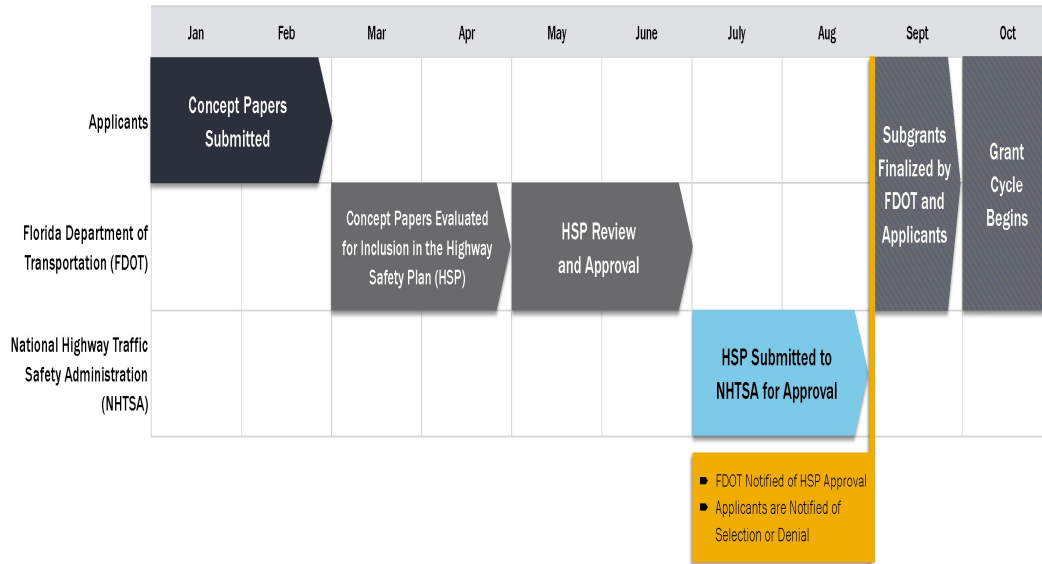 Jan Feb Mar Apr May June July Aug Sept Oct
Applicants
Concept Papers
Submitted
Florida Department of
Transportation (FDOT)
Concept Papers Evaluated
for Inclusion in the Highway
Safety Plan (HSP)
HSP Review
and Approval
National Highway Traffic
Safety Administration
(NHTSA)
HSP Submitted to
NHTSA for Approval
Subgrants
Finalized by
FDOT and
Applicants
Grant
Cycle
Begins
FDOT Notified of HSP Approval
Applicants are Notified of
Selection or Denial